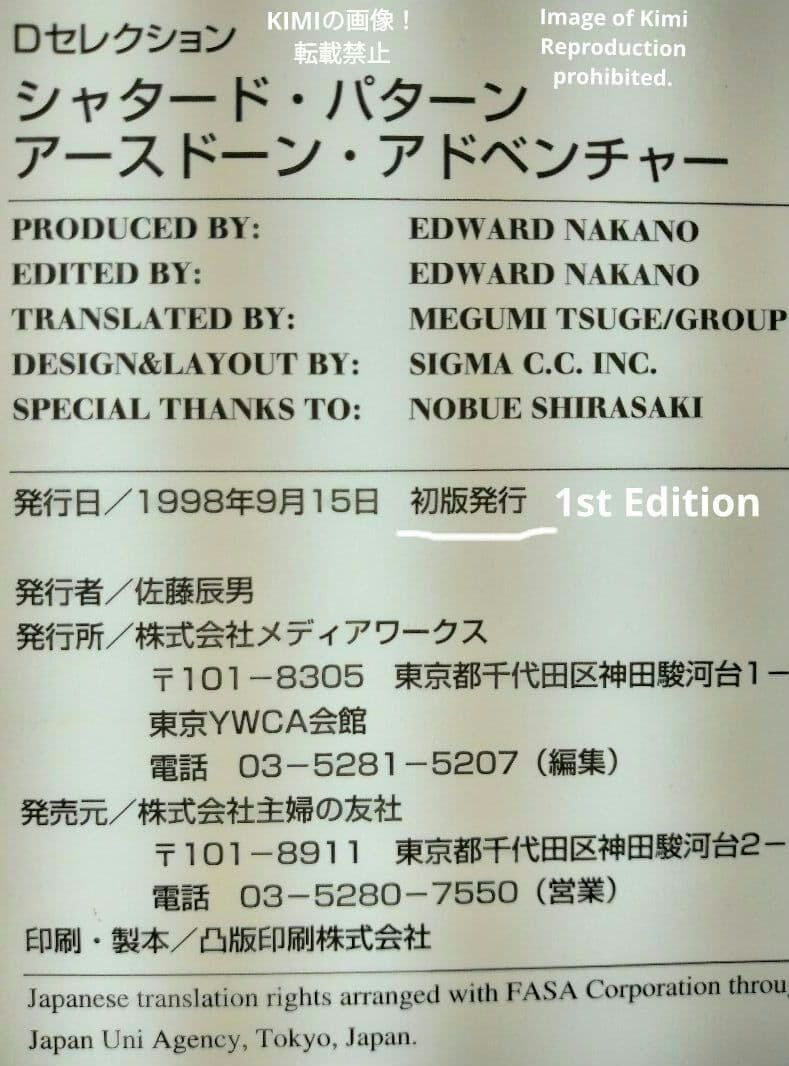 KIMIの画像！
転載禁止
Image of Kimi
Reproduction
prohibited.
Dセレクション
シャタード・パターン
アースドーン・アドベンチャー
PRODUCED BY: EDWARD NAKANO
EDITED BY: EDWARD NAKANO
TRANSLATED BY: MEGUMI TSUGE/GROUP
DESIGN&LAYOUT BY: SIGMA C.C. INC.
SPECIAL THANKS TO: NOBUE SHIRASAKI
発行日／1998年9月15日 初版発行 1st Edition
発行者／佐藤辰男
発行所／株式会社メディアワークス
〒101－8305 東京都千代田区神田駿河台1－
東京YWCA会館
電話 03－5281－5207（編集）
発売元／株式会社主婦の友社
〒101－8911 東京都千代田区神田駿河台2－
電話 03－5280－7550（営業）
印刷・製本／凸版印刷株式会社
Japanese translation rights arranged with FASA Corporation throu
Japan Uni Agency, Tokyo, Japan.